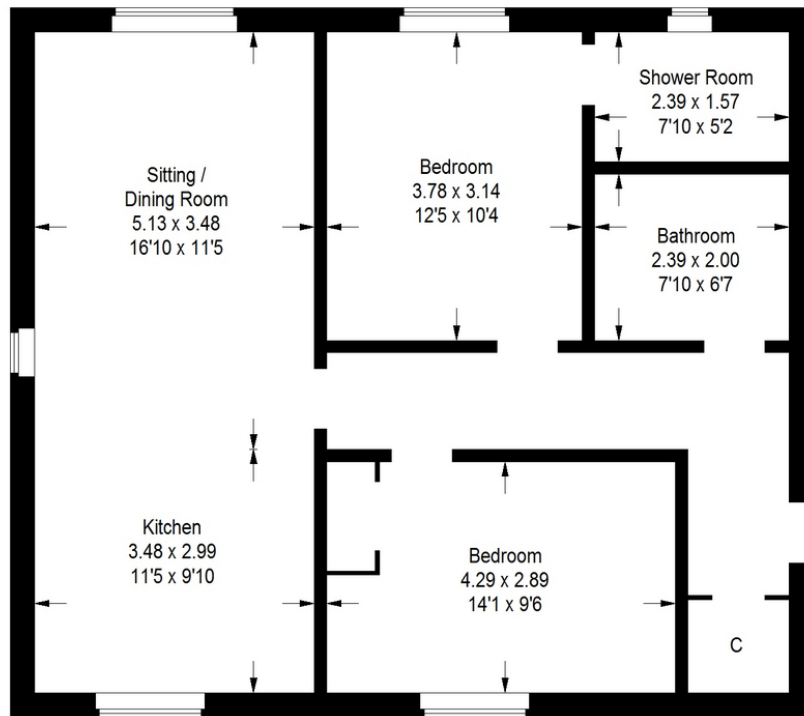 Sitting /
Dining Room
5.13 x 3.48
16'10 x 11'5
Bedroom
3.78 x 3.14
12'5 x 10'4
Shower Room
2.39 x 1.57
7'10 x 5'2
Bathroom
2.39 x 2.00
7'10 x 6'7
Kitchen
3.48 x 2.99
11'5 x 9'10
Bedroom
4.29 x 2.89
14'1 x 9'6
C